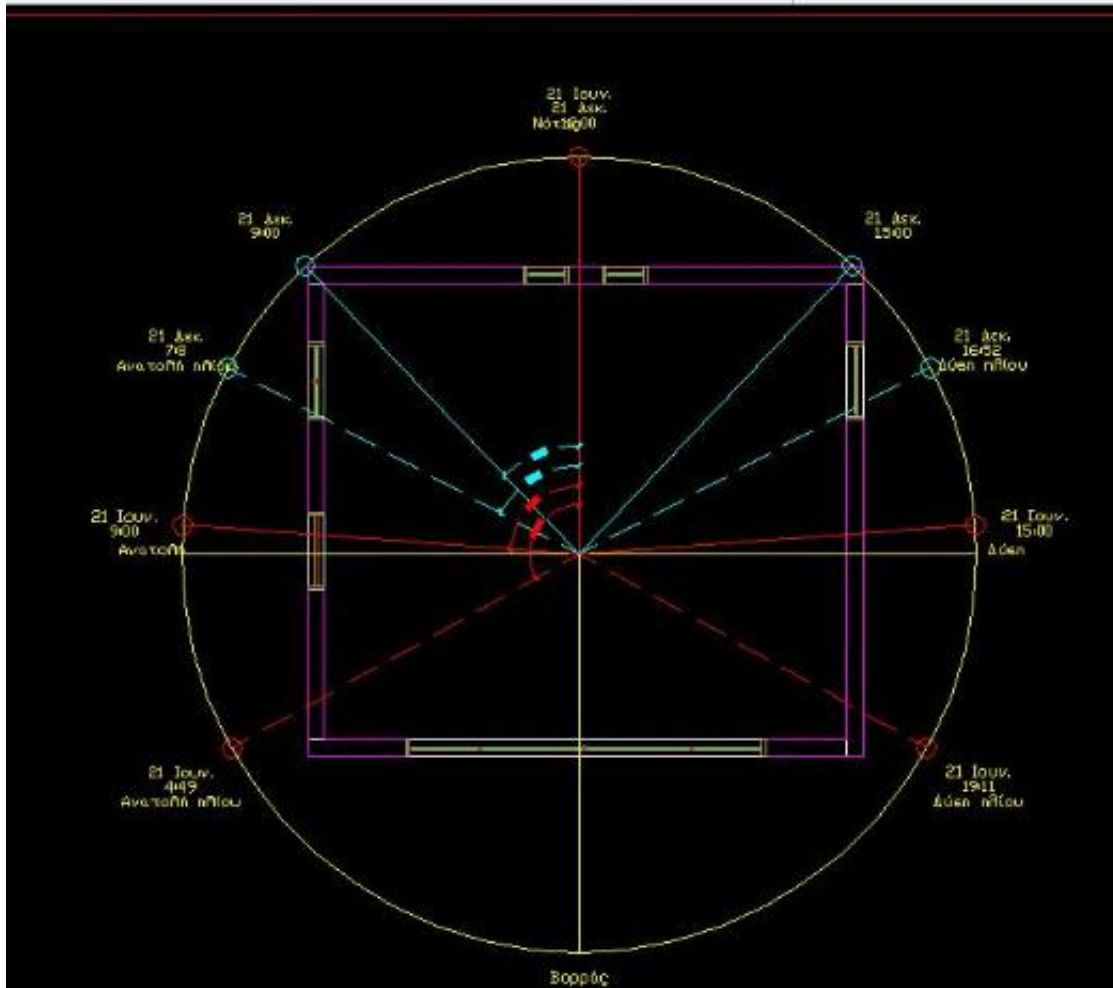 21 Ιουν.
21 Δεκ.
21 Δεκ.
9:00
21 Δεκ.
15:00
21 Δεκ.
7:8
Ανατολή ηλίου
21 Δεκ.
16:52
Δύση ηλίου
21 Ιουν.
9:00
Ανατολή
21 Ιουν.
15:00
Δύση
21 Ιουν.
4:49
Ανατολή ηλίου
21 Ιουν.
19:11
Δύση ηλίου
Βορράς